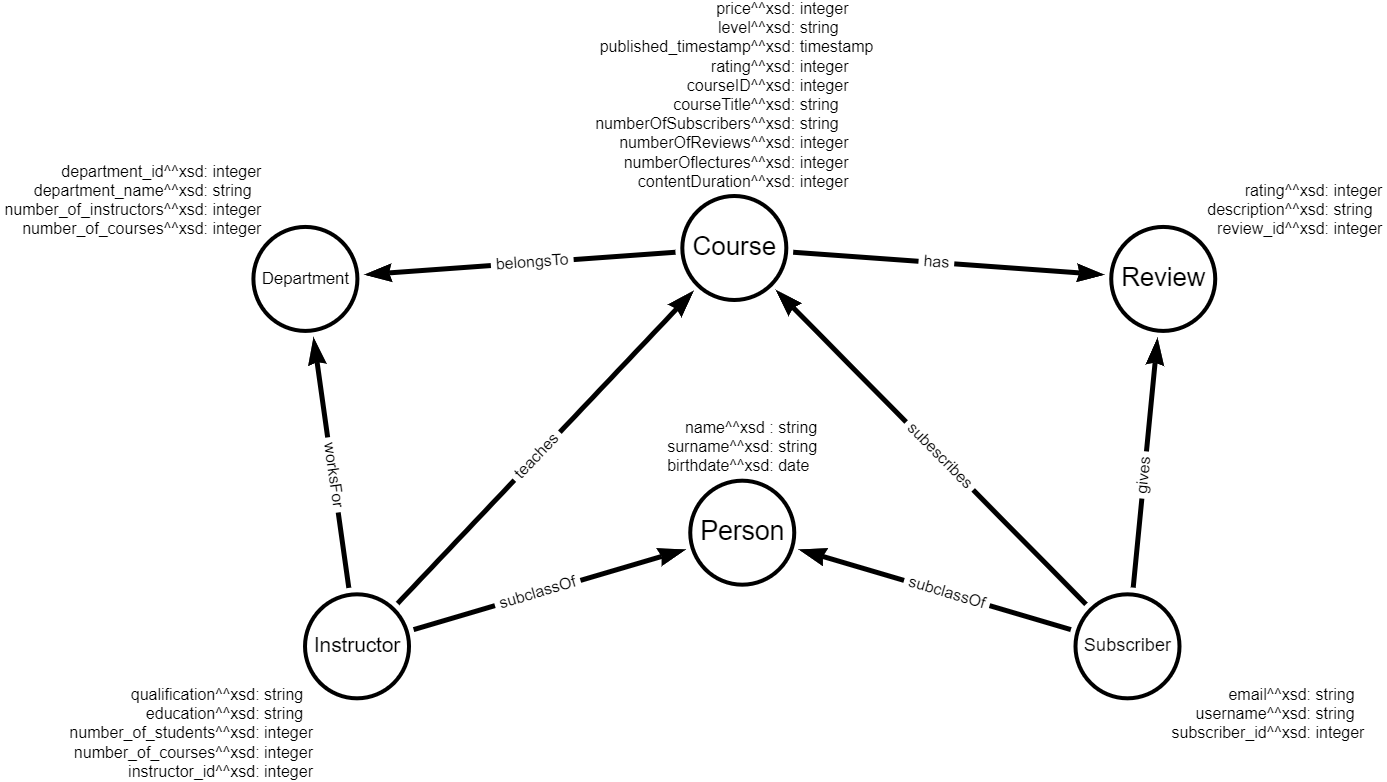 price^^xsd: integer
level^^xsd: string
published_timestamp^^xsd: timestamp
rating^^xsd: integer
courseID^^xsd: integer
courseTitle^^xsd: string
numberOfSubscribers^^xsd: string
numberOfReviews^^xsd: integer
numberOflectures^^xsd: integer
contentDuration^^xsd: integer
department_id^^xsd: integer
department_name^^xsd: string
number_of_instructors^^xsd: integer
number_of_courses^^xsd: integer
rating^^xsd: integer
description^^xsd: string
review_id^^xsd: integer
Department
belongsTo
Course
has
Review
worksFor
teaches
subescribes
gives
name^^xsd : string
surname^^xsd: string
birthdate^^xsd: date
Person
subclassOf
subclassOf
Instructor
Subscriber
qualification^^xsd: string
education^^xsd: string
number_of_students^^xsd: integer
number_of_courses^^xsd: integer
instructor_id^^xsd: integer
email^^xsd: string
username^^xsd: string
subscriber_id^^xsd: integer